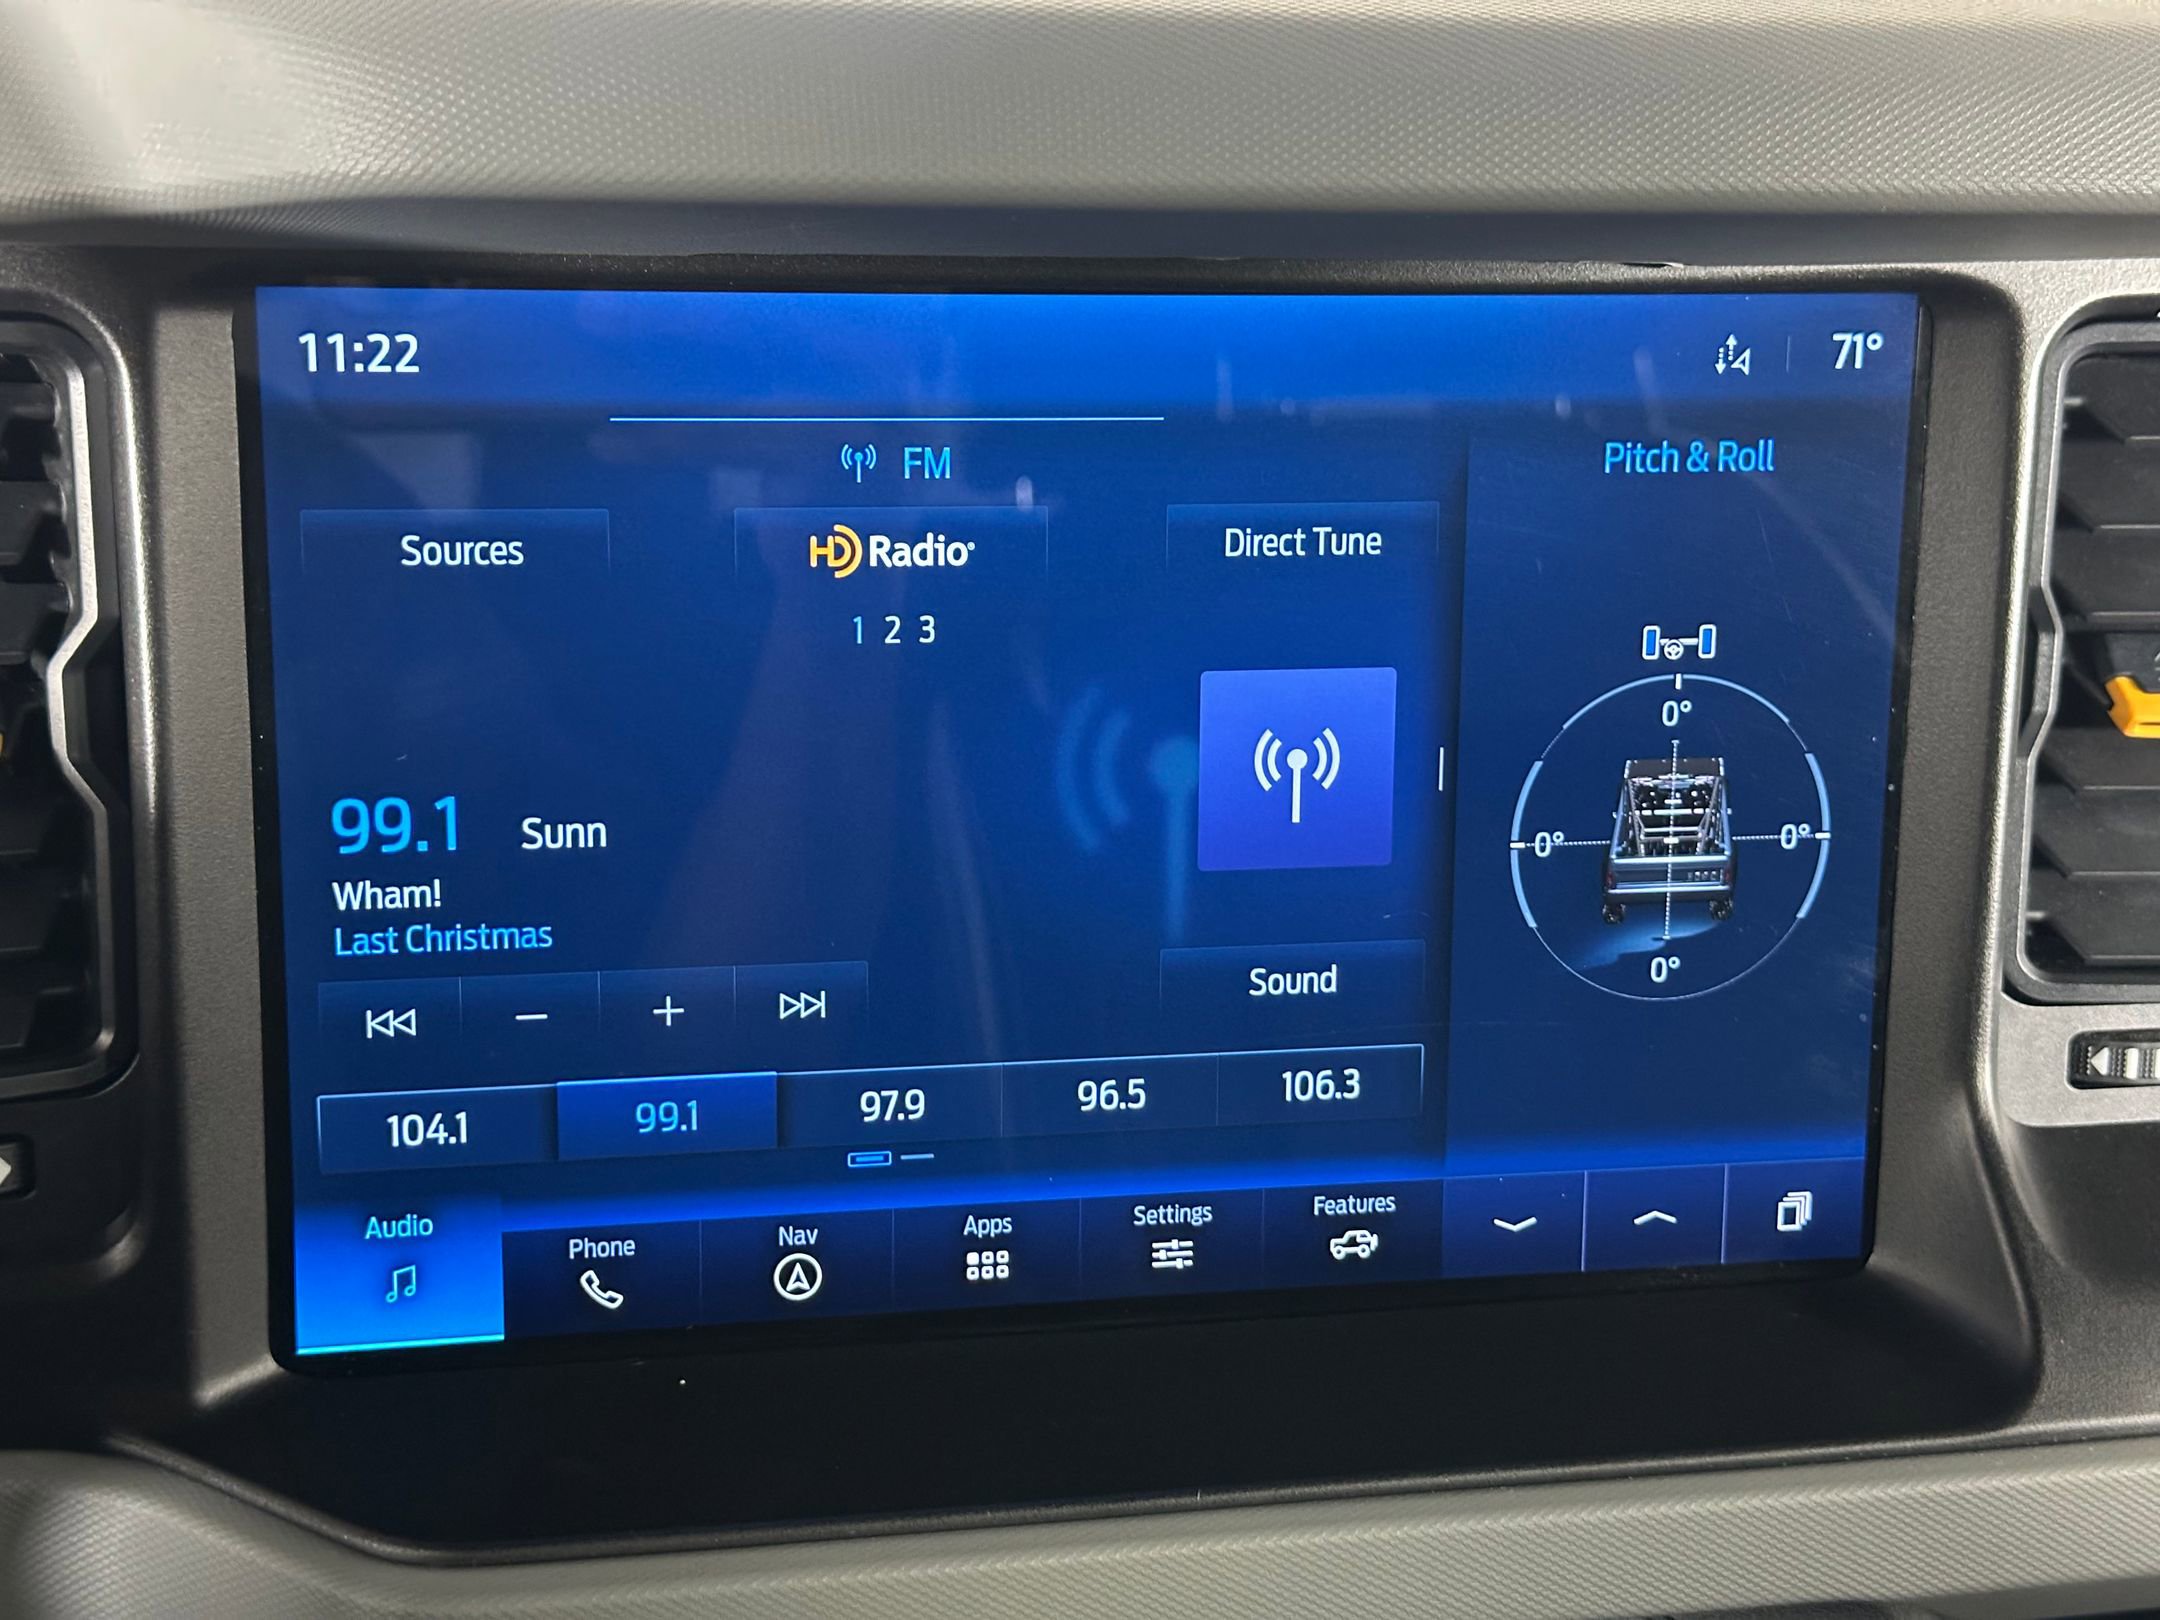 11:22
71°
FM
Pitch & Roll
Sources
HD Radio
Direct Tune
1 2 3
0°
0°
0°
0°
99.1 Sunn
Wham!
Last Christmas
Sound
104.1
99.1
97.9
96.5
106.3
Audio
Phone
Nav
Apps
Settings
Features